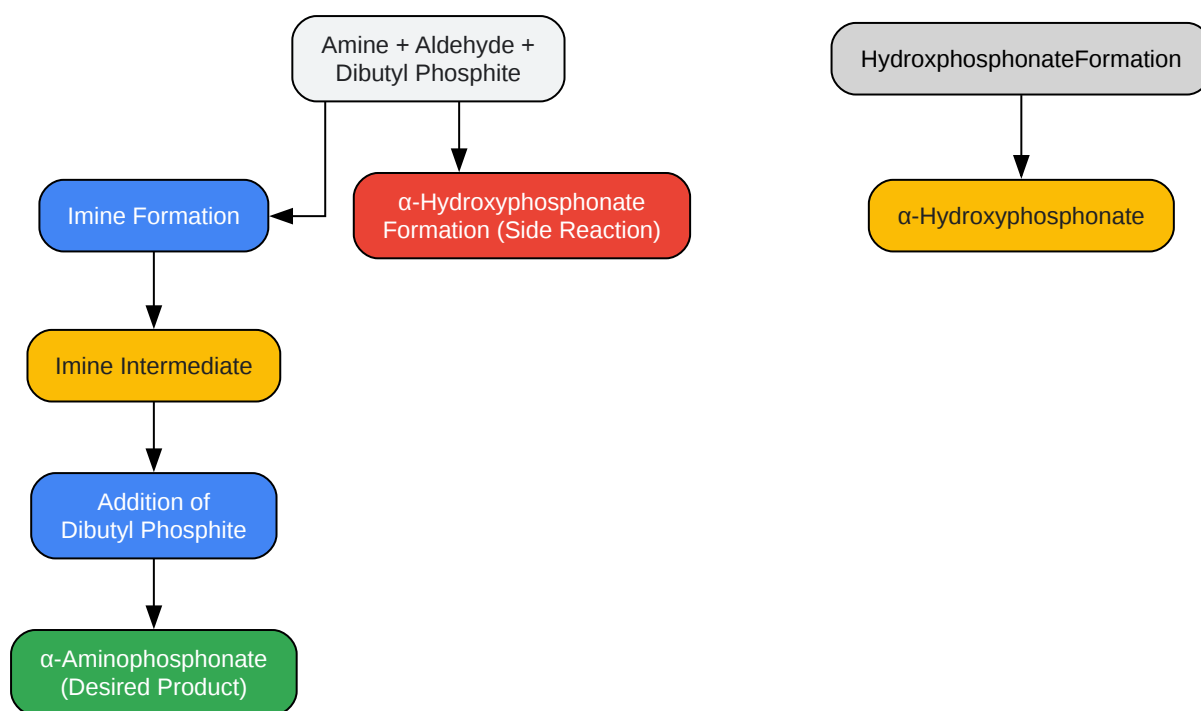 Amine + Aldehyde +
Dibutyl Phosphite
HydroxphosphonateFormation
Imine Formation
α-Hydroxyphosphonate
Formation (Side Reaction)
α-Hydroxyphosphonate
Imine Intermediate
Addition of
Dibutyl Phosphite
α-Aminophosphonate
(Desired Product)